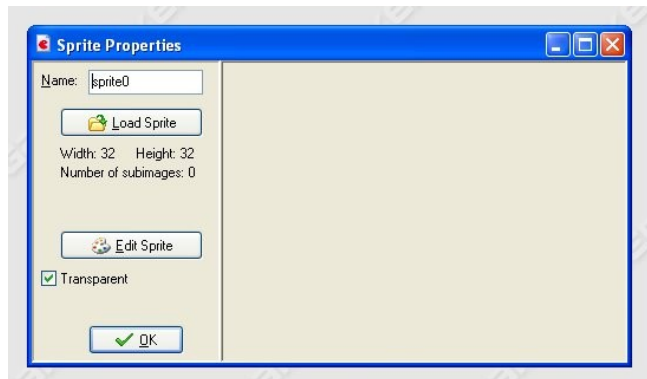 Sprite Properties
Name: sprite0
Load Sprite
Width: 32 Height: 32
Number of subimages: 0
Edit Sprite
Transparent
OK